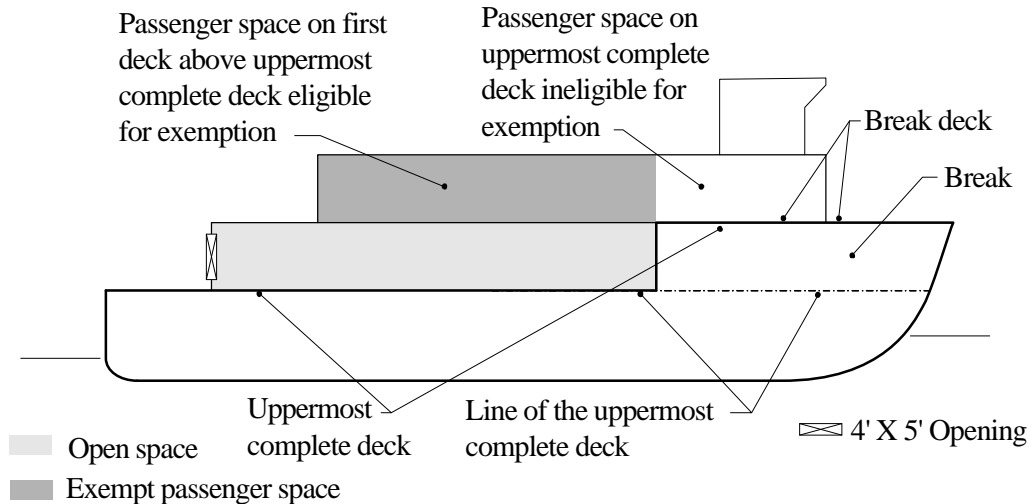 Passenger space on first
deck above uppermost
complete deck eligible
for exemption
Passenger space on
uppermost complete
deck ineligible for
exemption
Break deck
Break
Uppermost
complete deck
Line of the uppermost
complete deck
4' X 5' Opening
Open space
Exempt passenger space